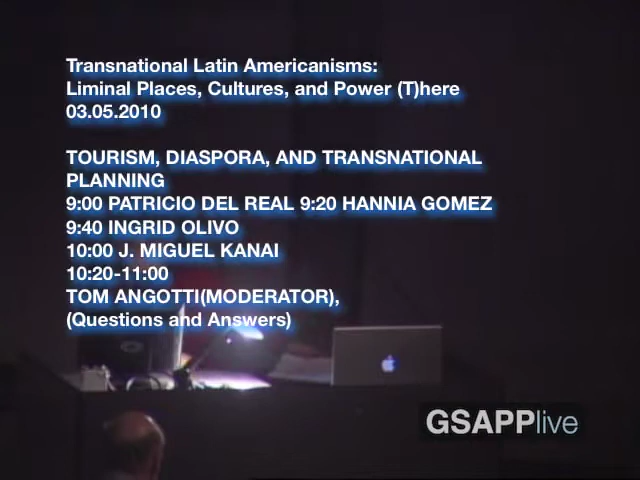 Transnational Latin Americanisms:
Liminal Places, Cultures, and Power (T)here
03.05.2010
TOURISM, DIASPORA, AND TRANSNATIONAL
PLANNING
9:00 PATRICIO DEL REAL 9:20 HANNIA GOMEZ
9:40 INGRID OLIVO
10:00 J. MIGUEL KANAI
10:20-11:00
TOM ANGOTTI(MODERATOR),
(Questions and Answers)
GSAPPlive